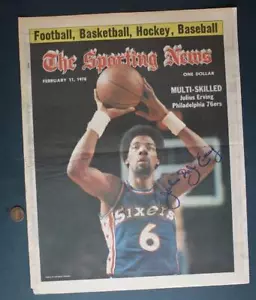 Football, Basketball, Hockey, Baseball
The Sporting News
FEBRUARY 11, 1978
ONE DOLLAR
MULTI-SKILLED
Julius Erving
Philadelphia 76ers
SIXERS
6